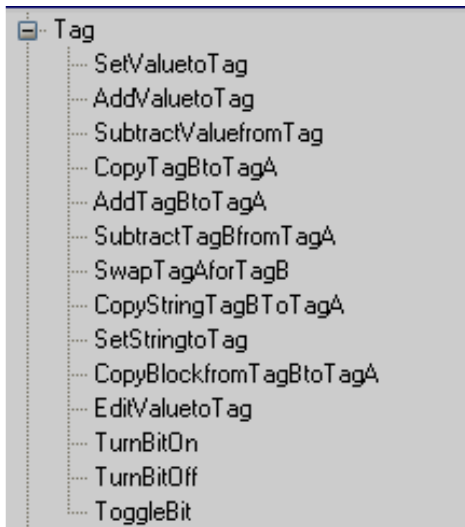 Tag
SetValuetoTag
AddValuetoTag
SubtractValuefromTag
CopyTagBtoTagA
AddTagBtoTagA
SubtractTagBfromTagA
SwapTagAforTagB
CopyStringTagBToTagA
SetStringtoTag
CopyBlockfromTagBtoTagA
EditValuetoTag
TurnBitOn
TurnBitOff
ToggleBit